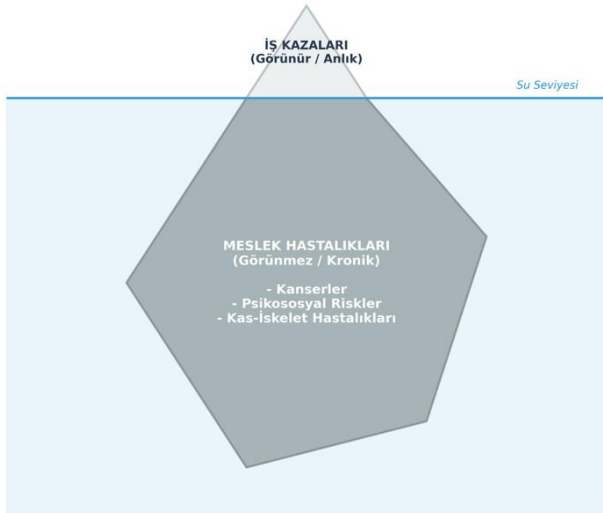 İŞ KAZALARI
(Görünür / Anlık)
Su Seviyesi
MESLEK HASTALIKLARI
(Görünmez / Kronik)
- Kanserler
- Psikososyal Riskler
- Kas-İskelet Hastalıkları